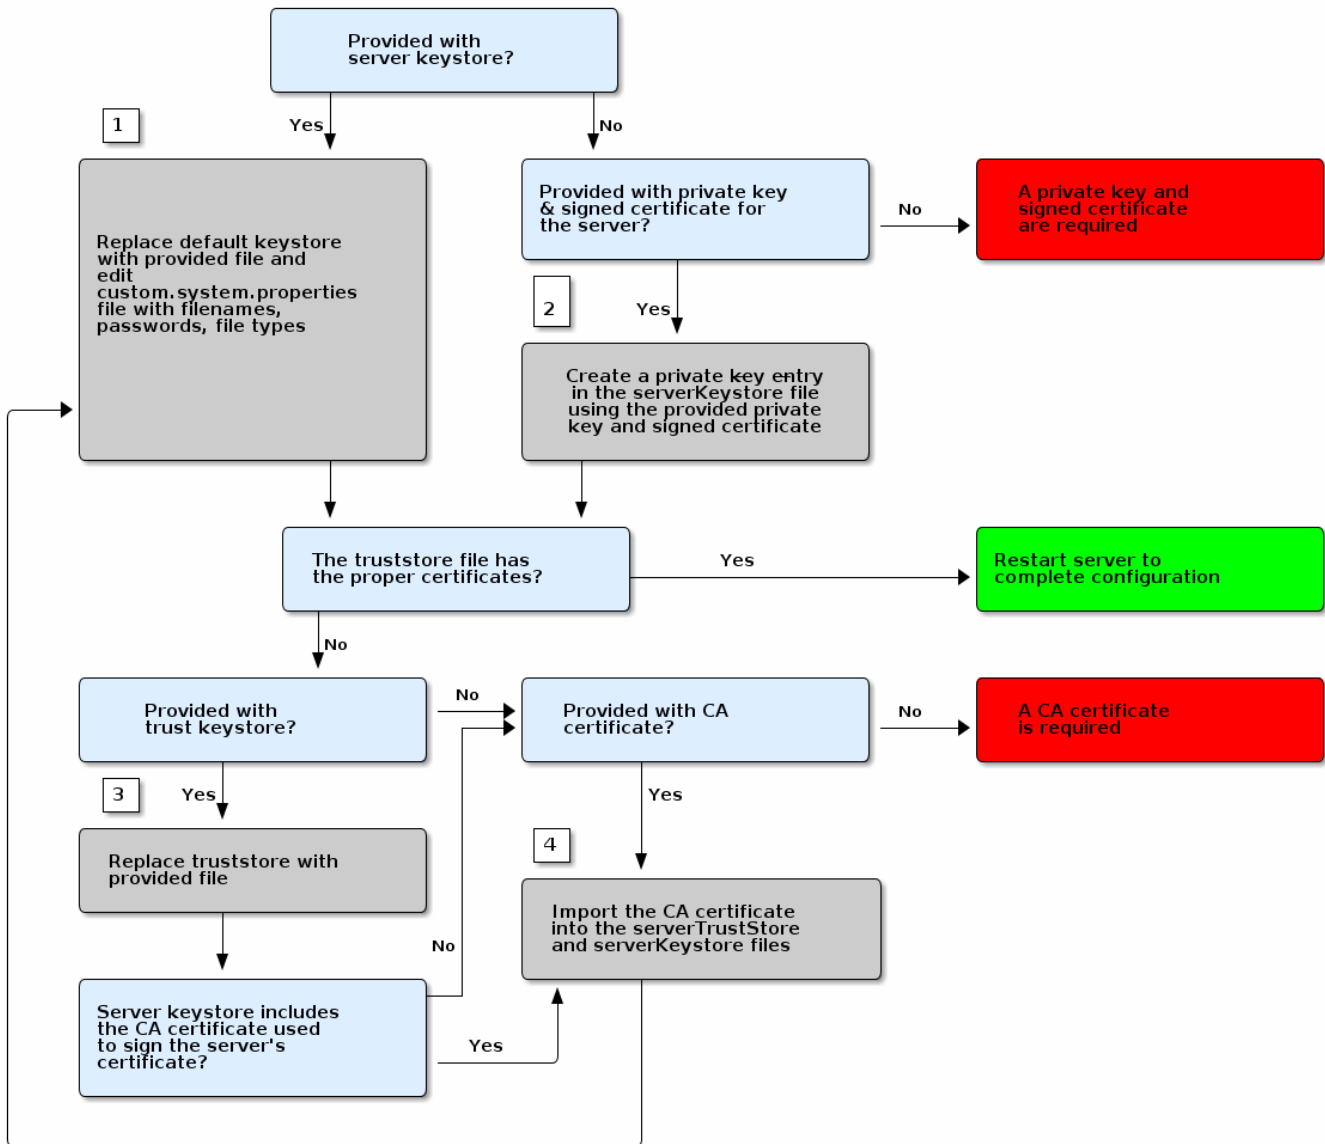 Provided with
server keystore?
Yes
No
1
Replace default keystore
with provided file and
edit
custom.system.properties
file with filenames,
passwords, file types
Provided with private key
& signed certificate for
the server?
No
A private key and
signed certificate
are required
2
Yes
Create a private key entry
in the serverKeystore file
using the provided private
key and signed certificate
The truststore file has
the proper certificates?
Yes
Restart server to
complete configuration
No
Provided with
trust keystore?
No
Provided with CA
certificate?
No
A CA certificate
is required
3
Yes
Yes
Replace truststore with
provided file
4
Import the CA certificate
into the serverTrustStore
and serverKeystore files
No
Server keystore includes
the CA certificate used
to sign the server's
certificate?
Yes